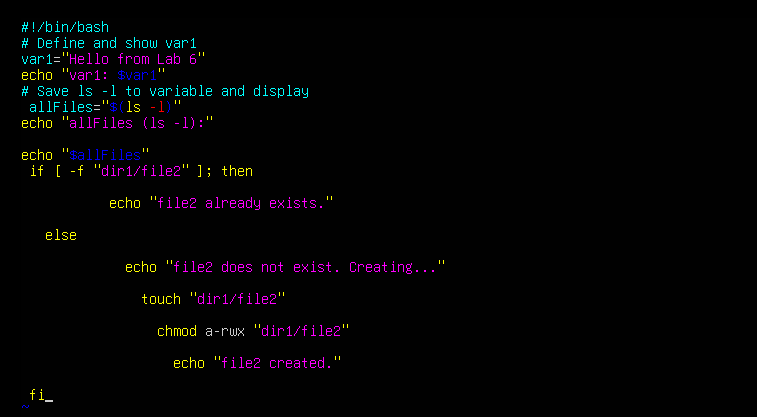 #!/bin/bash
# Define and show var1
var1="Hello from Lab 6"
echo "var1: $var1"
# Save ls -l to variable and display
allFiles="$(ls -l)"
echo "allFiles (ls -l):"
echo "$allFiles"
if [ -f "dir1/file2" ]; then
echo "file2 already exists."
else
echo "file2 does not exist. Creating..."
touch "dir1/file2"
chmod a-rwx "dir1/file2"
echo "file2 created."
fi_
~